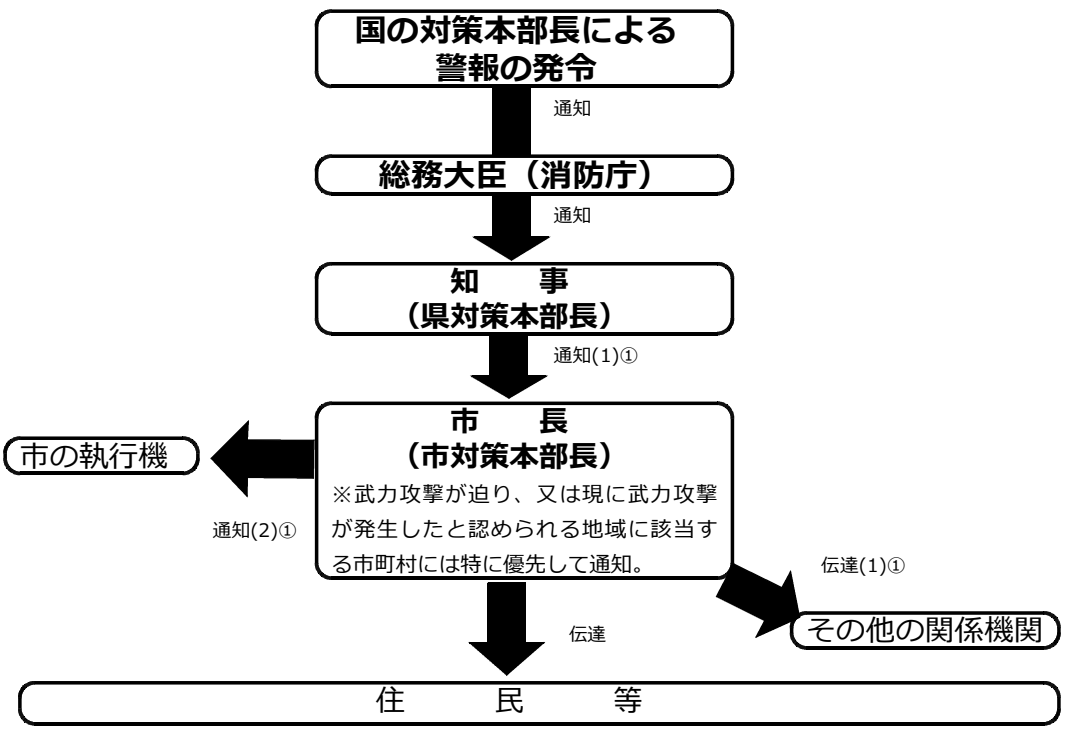 国の対策本部長による
警報の発令
通知
総務大臣（消防庁）
通知
知　　事
（県対策本部長）
通知(1)①
市　　長
（市対策本部長）
※武力攻撃が迫り、又は現に武力攻撃
が発生したと認められる地域に該当す
る市町村には特に優先して通知。
市の執行機
通知(2)①
伝達(1)①
その他の関係機関
伝達
住　　　民　　　等